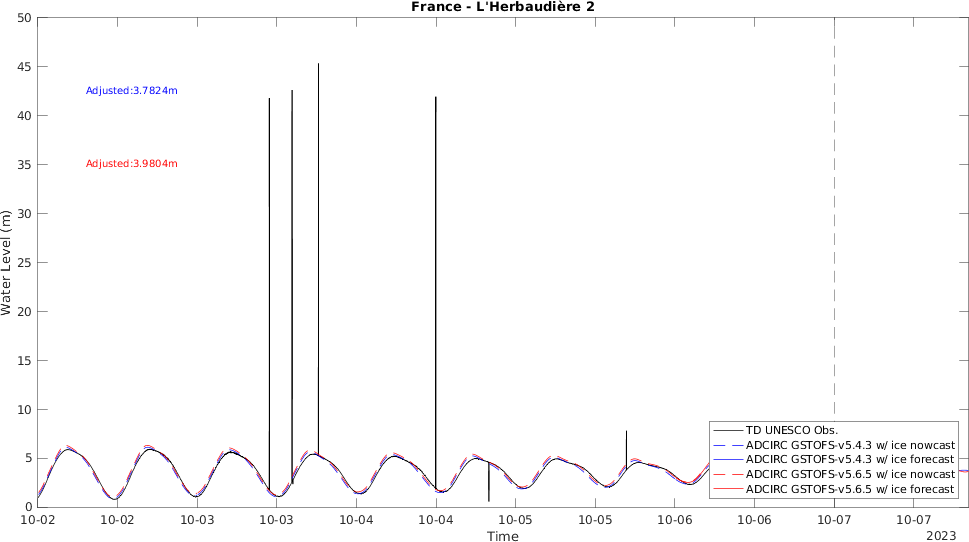 France - L'Herbaudière 2
50
45
40
35
30
25
20
15
10
5
0
Water Level (m)
Adjusted:3.7824m
Adjusted:3.9804m
TD UNESCO Obs.
ADCIRC GSTOFS-v5.4.3 w/ ice nowcast
ADCIRC GSTOFS-v5.4.3 w/ ice forecast
ADCIRC GSTOFS-v5.6.5 w/ ice nowcast
ADCIRC GSTOFS-v5.6.5 w/ ice forecast
10-02 10-02 10-03 10-03 10-04 10-04 10-05 10-05 10-06 10-06 10-07 10-07
Time
2023